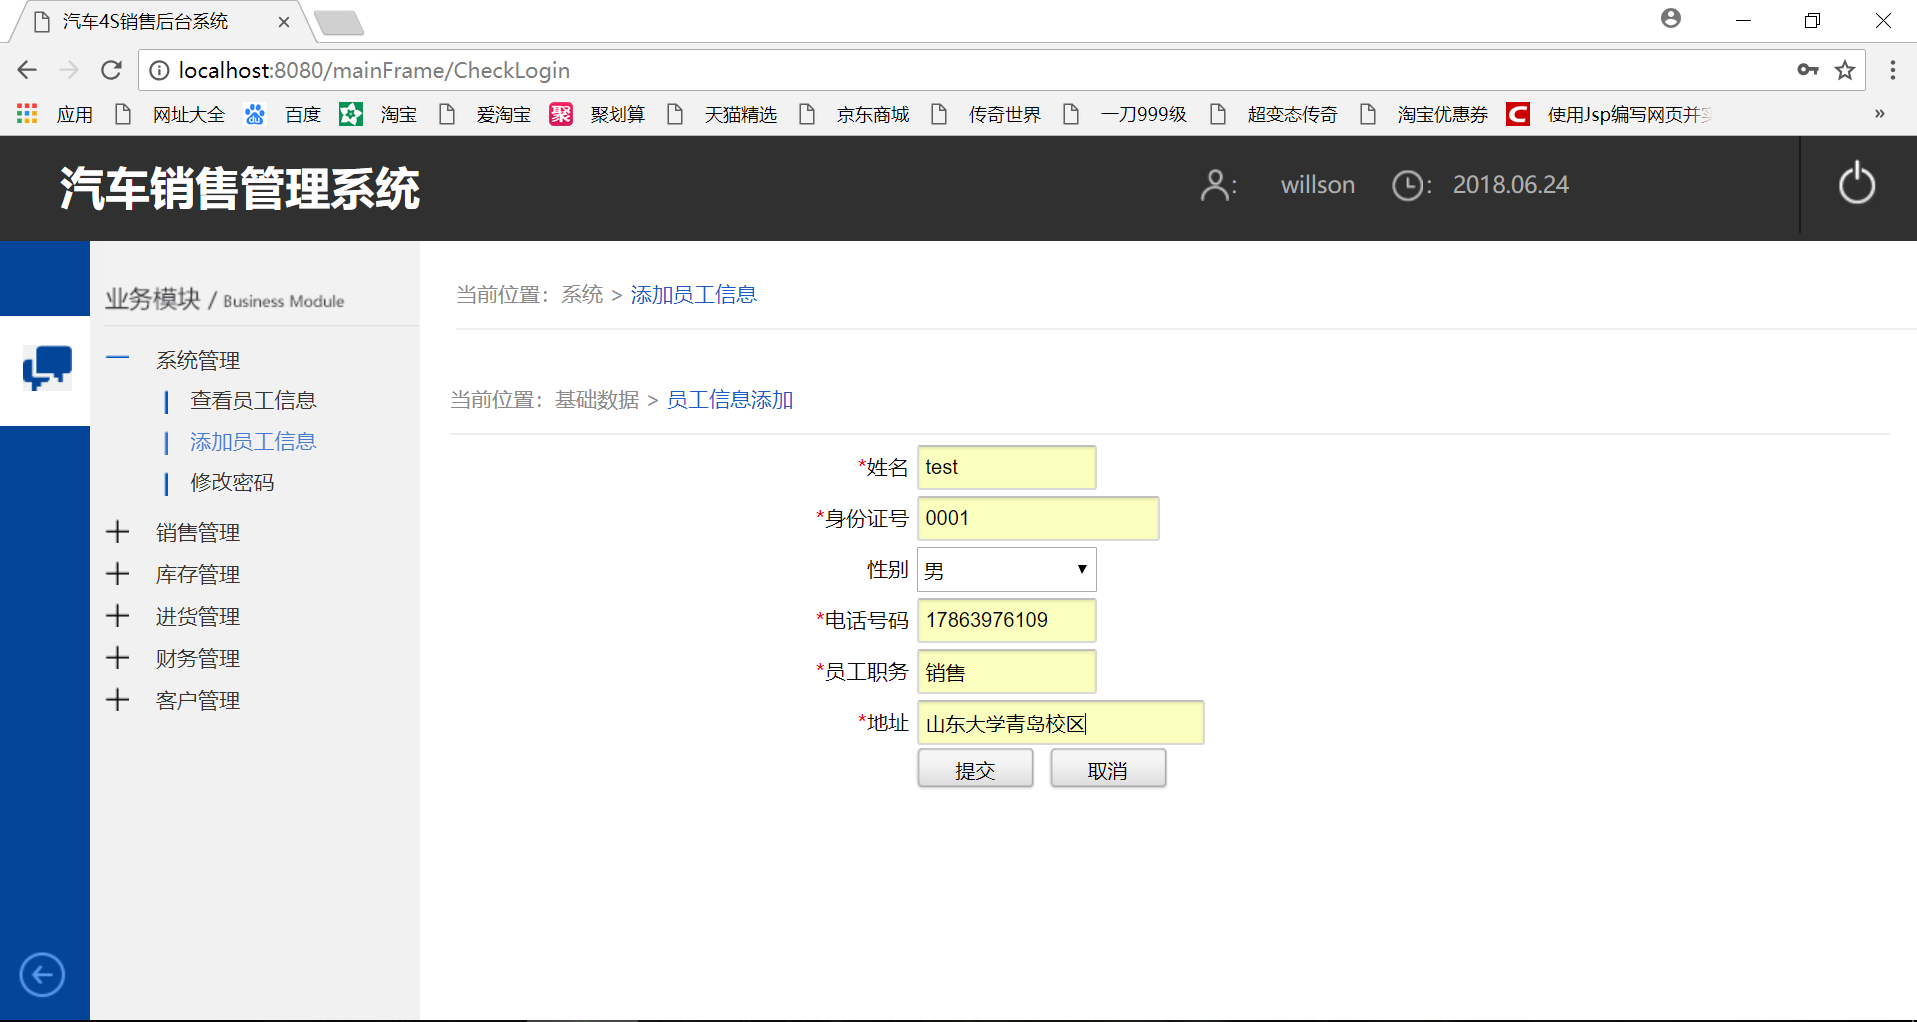 汽车4S销售后台系统
localhost:8080/mainFrame/CheckLogin
应用 网址大全 百度 淘宝 爱淘宝 聚划算 天猫精选 京东商城 传奇世界 一刀999级 超变态传奇 淘宝优惠券 使用Jsp编写网页并 »
汽车销售管理系统
: willson : 2018.06.24
业务模块 / Business Module
系统管理
查看员工信息
添加员工信息
修改密码
销售管理
库存管理
进货管理
财务管理
客户管理
当前位置：系统 > 添加员工信息
当前位置：基础数据 > 员工信息添加
*姓名 test
*身份证号 0001
性别 男
*电话号码 17863976109
*员工职务 销售
*地址 山东大学青岛校区
提交 取消